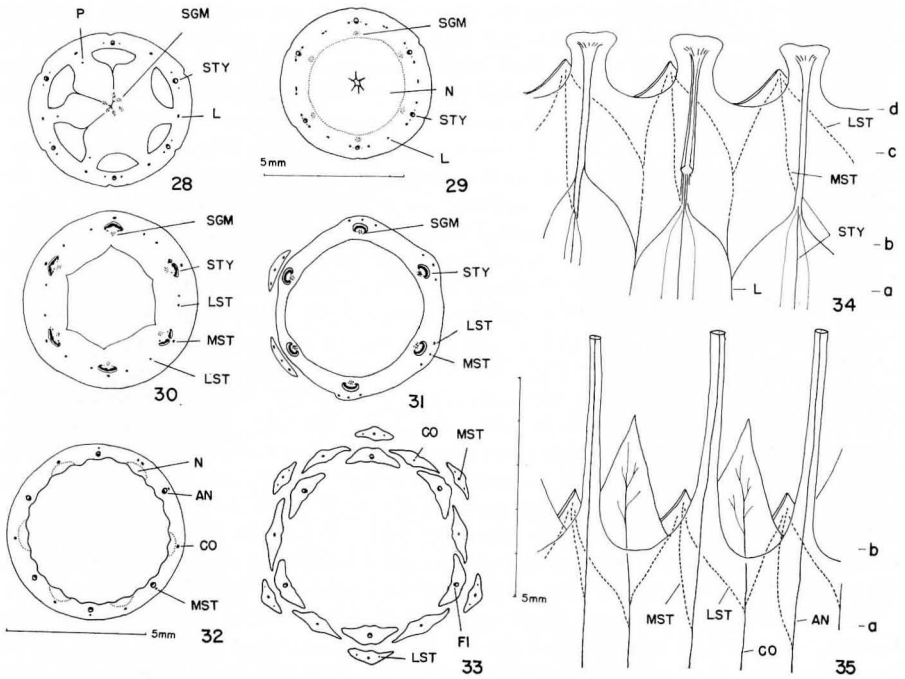 P
SGM
STY
L
28
SGM
N
STY
L
5mm
29
SGM
STY
LST
MST
LST
30
SGM
STY
LST
MST
31
N
AN
CO
MST
5mm
32
CO
MST
FI
LST
33
d
LST
c
MST
STY
b
a
L
34
5mm
b
MST
LST
AN
a
CO
35